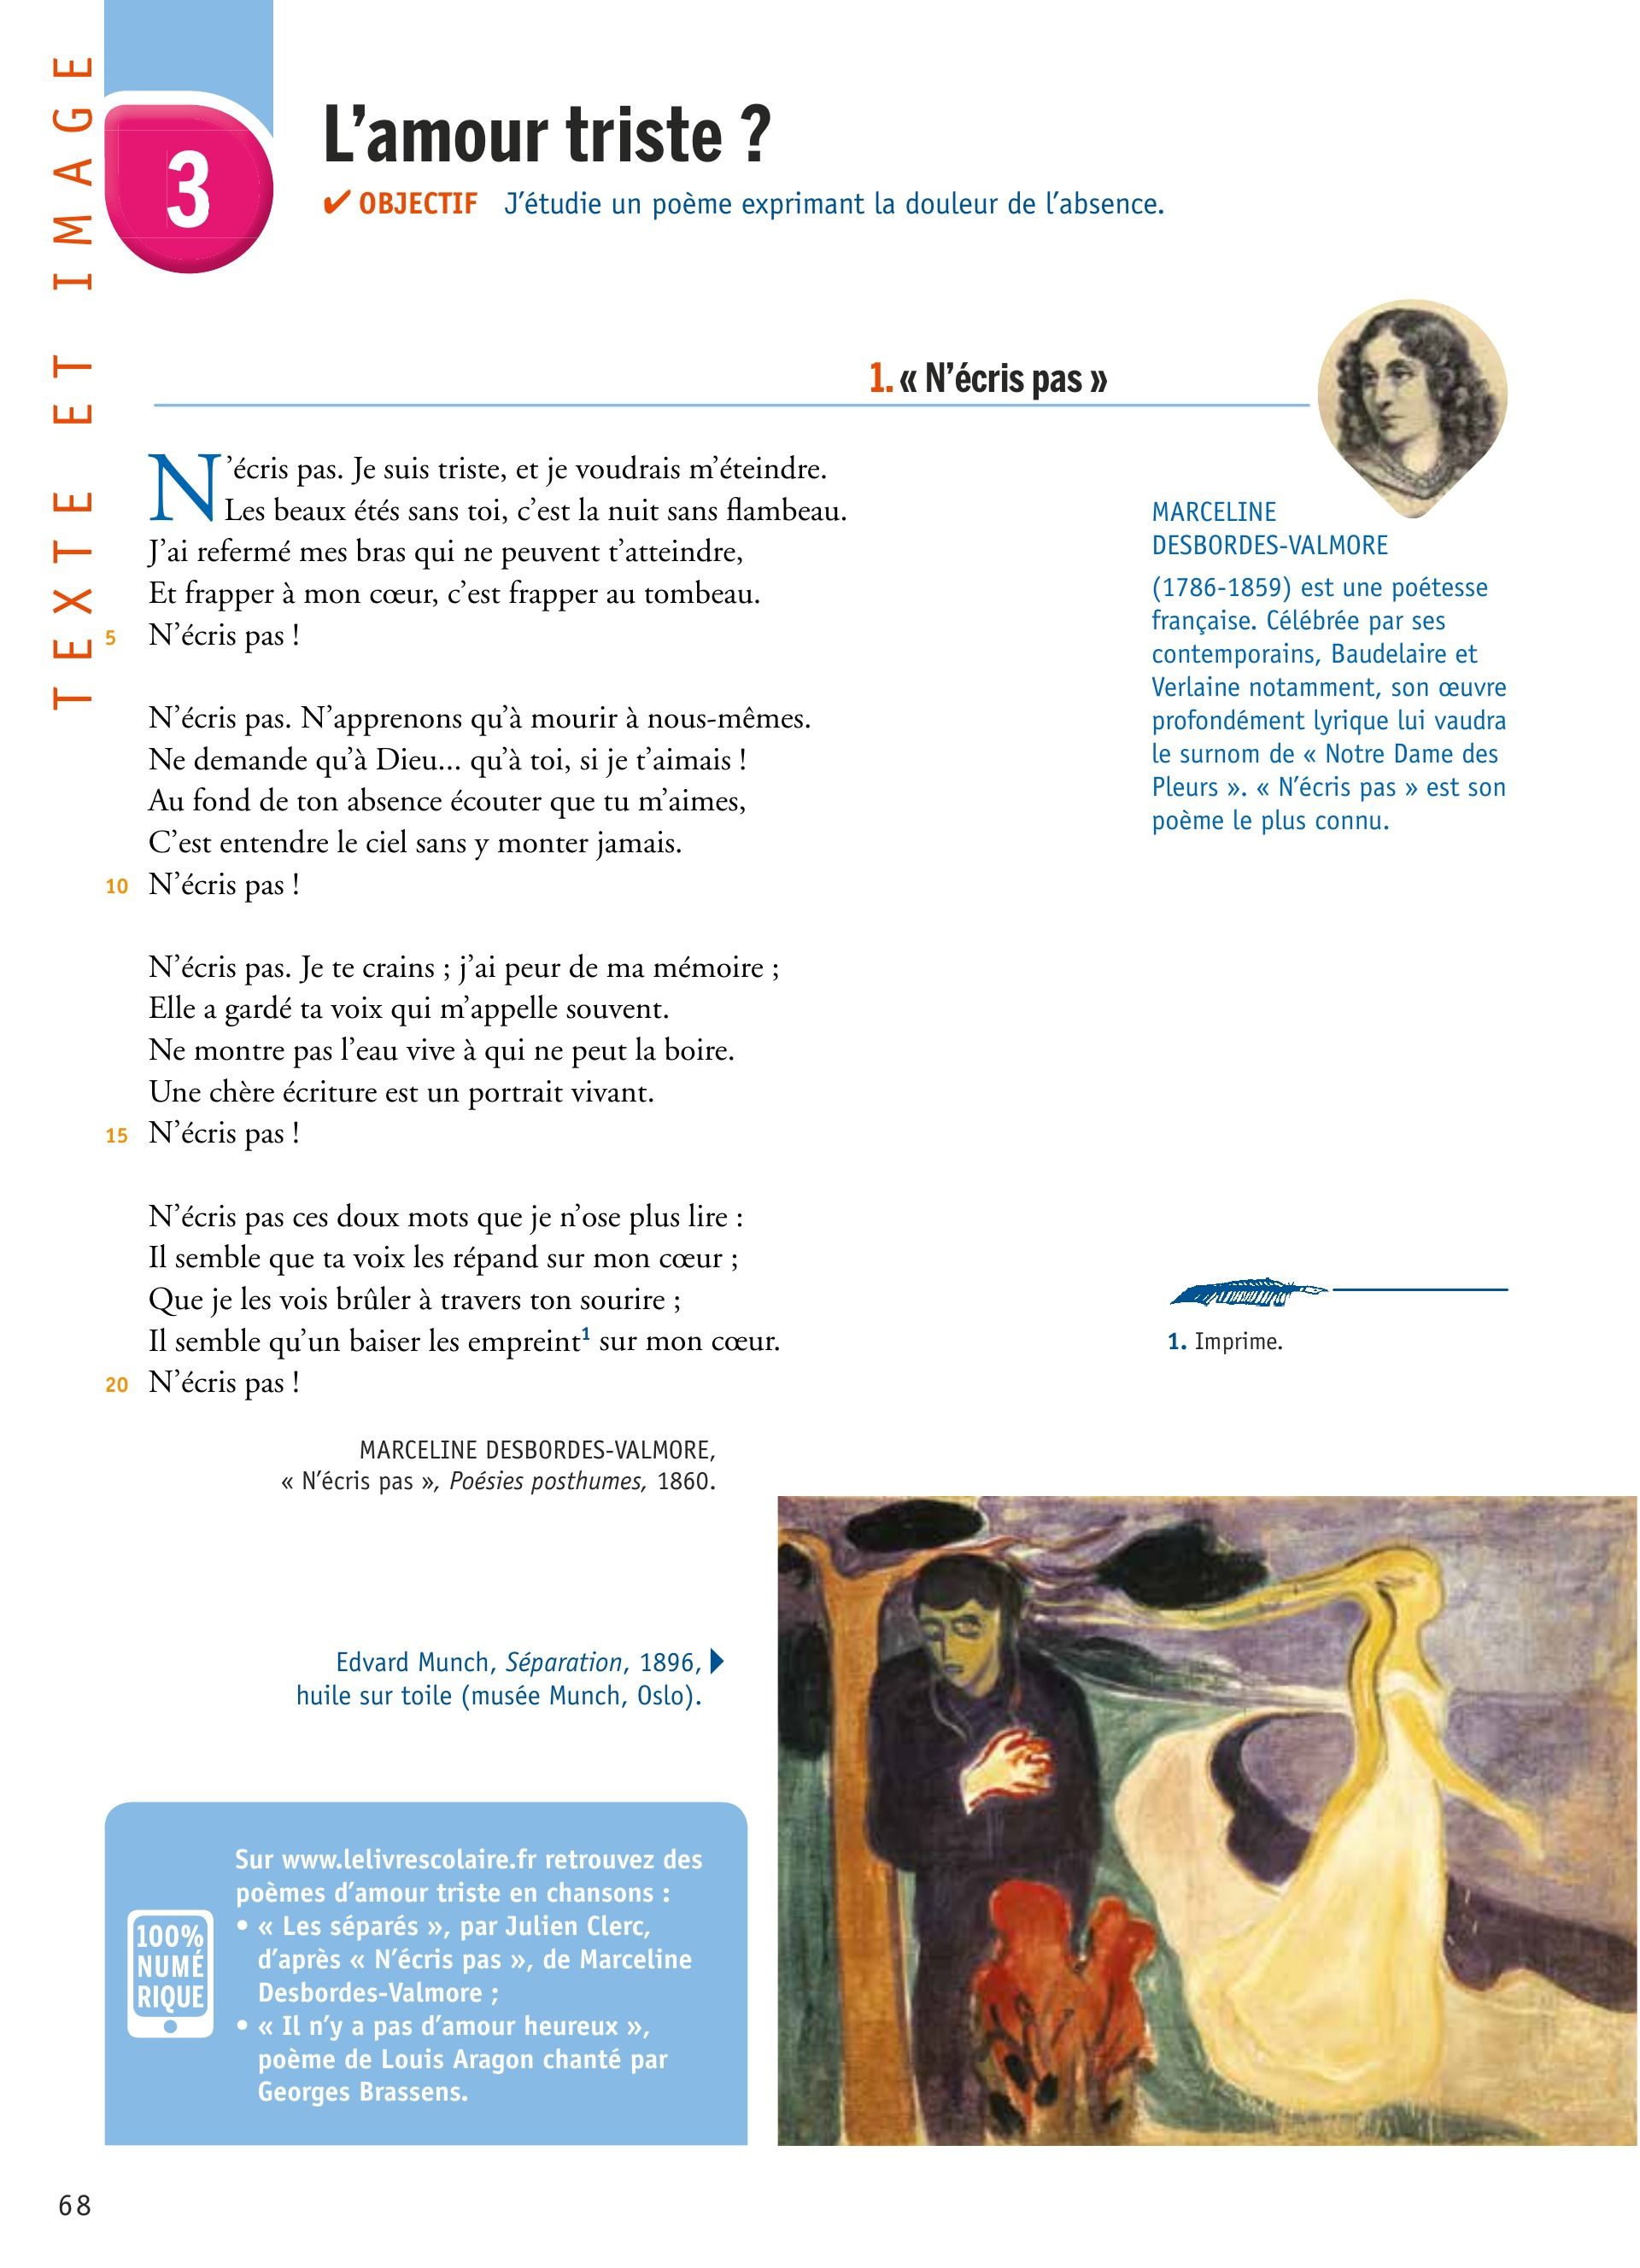 TEXTE ET IMAGE
3
L’amour triste ?
✔ OBJECTIF J’étudie un poème exprimant la douleur de l’absence.
1. « N’écris pas »
N’écris pas. Je suis triste, et je voudrais m’éteindre.
Les beaux étés sans toi, c’est la nuit sans flambeau.
J’ai refermé mes bras qui ne peuvent t’atteindre,
Et frapper à mon cœur, c’est frapper au tombeau.
5 N’écris pas !
N’écris pas. N’apprenons qu’à mourir à nous-mêmes.
Ne demande qu’à Dieu... qu’à toi, si je t’aimais !
Au fond de ton absence écouter que tu m’aimes,
C’est entendre le ciel sans y monter jamais.
10 N’écris pas !
N’écris pas. Je te crains ; j’ai peur de ma mémoire ;
Elle a gardé ta voix qui m’appelle souvent.
Ne montre pas l’eau vive à qui ne peut la boire.
Une chère écriture est un portrait vivant.
15 N’écris pas !
N’écris pas ces doux mots que je n’ose plus lire :
Il semble que ta voix les répand sur mon cœur ;
Que je les vois brûler à travers ton sourire ;
Il semble qu’un baiser les empreint1 sur mon cœur.
20 N’écris pas !
MARCELINE DESBORDES-VALMORE,
« N’écris pas », Poésies posthumes, 1860.
MARCELINE
DESBORDES-VALMORE
(1786-1859) est une poétesse
française. Célébrée par ses
contemporains, Baudelaire et
Verlaine notamment, son œuvre
profondément lyrique lui vaudra
le surnom de « Notre Dame des
Pleurs ». « N’écris pas » est son
poème le plus connu.
1. Imprime.
Edvard Munch, Séparation, 1896,
huile sur toile (musée Munch, Oslo).
100%
NUMÉ
RIQUE
Sur www.lelivrescolaire.fr retrouvez des
poèmes d’amour triste en chansons :
• « Les séparés », par Julien Clerc,
d’après « N’écris pas », de Marceline
Desbordes-Valmore ;
• « Il n’y a pas d’amour heureux »,
poème de Louis Aragon chanté par
Georges Brassens.
68